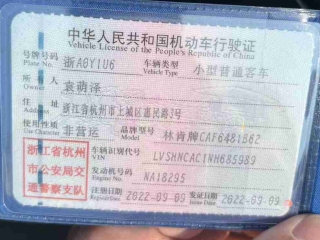 中华人民共和国机动车行驶证
Vehicle License of the People's Republic of China
号牌号码 浙A8Y1U6 车辆类型 小型普通客车
Plate No. Vehicle Type
所有人 袁萌泽
Owner
住址 浙江省杭州市上城区惠民路3号
使用性质 非营运 品牌型号 林肯牌CAF6481B62
Use Character Model
浙江省杭州
市公安局交
通警察支队
车辆识别代号 LVSHNCAC1NH685989
VIN
发动机号码 NA18295
Engine No.
注册日期 2022-09-09 发证日期 2022-09-09
Register Date Issue Date